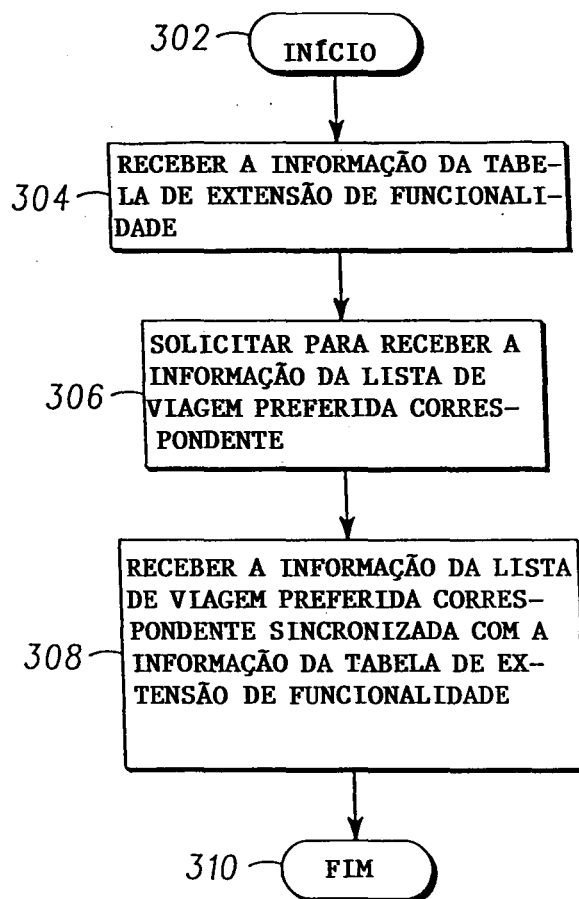 302
INÍCIO
304
RECEBER A INFORMAÇÃO DA TABE-
LA DE EXTENSÃO DE FUNCIONALI-
DADE
306
SOLICITAR PARA RECEBER A
INFORMAÇÃO DA LISTA DE
VIAGEM PREFERIDA CORRES-
PONDENTE
308
RECEBER A INFORMAÇÃO DA LISTA
DE VIAGEM PREFERIDA CORRES-
PONDENTE SINCRONIZADA COM A
INFORMAÇÃO DA TABELA DE EX-
TENSÃO DE FUNCIONALIDADE
310
FIM